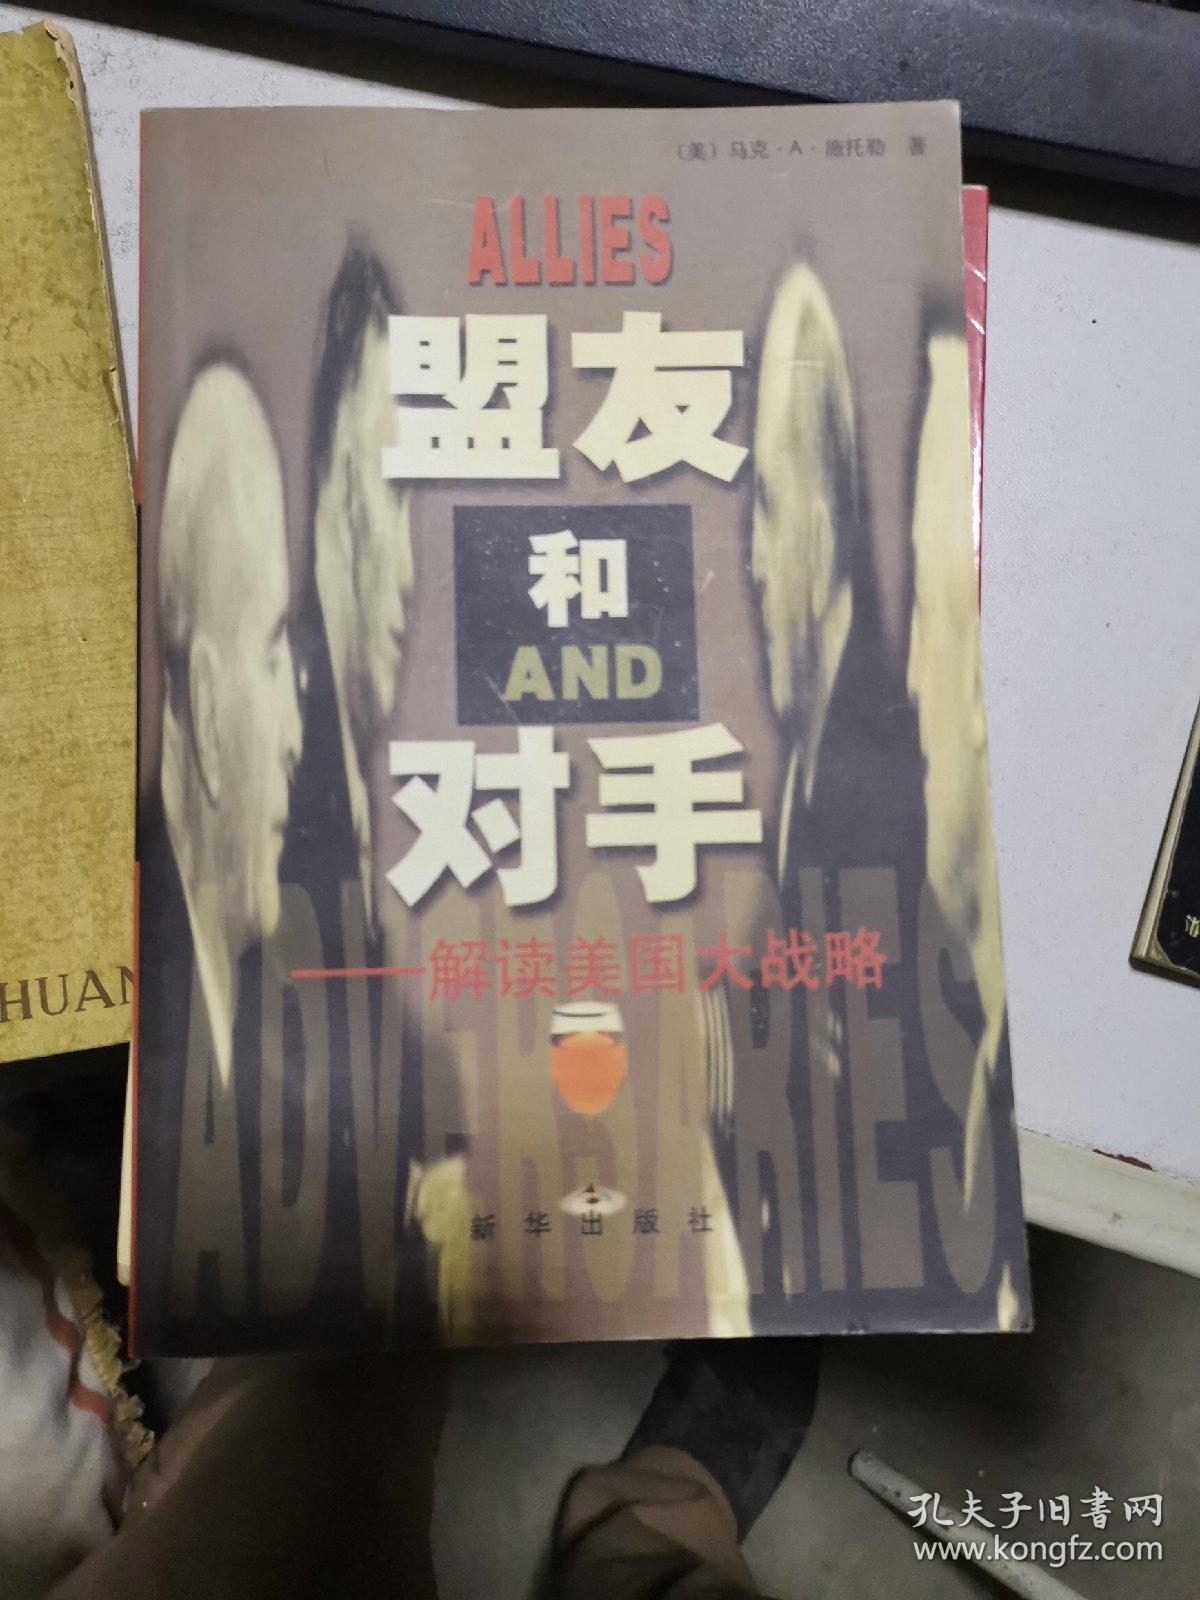 〔美〕马克·A·施托勒 著
ALLIES
盟友
和
AND
对手
ADVERSARIES
——解读美国大战略
新华出版社
HUAN
孔夫子旧书网
www.kongfz.com